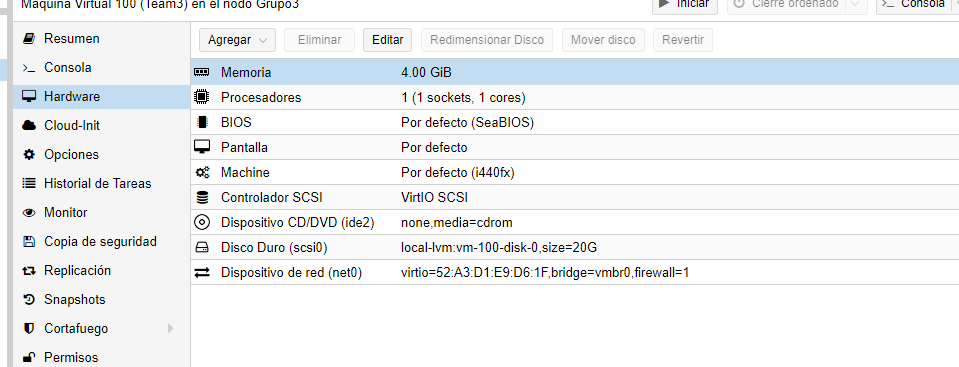 Maquina Virtual 100 (Team3) en el nodo Grupo3
Iniciar
Cierre ordenado
>_ Consola
Resumen
>_ Consola
Hardware
Cloud-Init
Opciones
Historial de Tareas
Monitor
Copia de seguridad
Replicación
Snapshots
Cortafuego
Permisos
Agregar Eliminar Editar Redimensionar Disco Mover disco Revertir
Memoria 4.00 GiB
Procesadores 1 (1 sockets, 1 cores)
BIOS Por defecto (SeaBIOS)
Pantalla Por defecto
Machine Por defecto (i440fx)
Controlador SCSI VirtIO SCSI
Dispositivo CD/DVD (ide2) none,media=cdrom
Disco Duro (scsi0) local-lvm:vm-100-disk-0,size=20G
Dispositivo de red (net0) virtio=52:A3:D1:E9:D6:1F,bridge=vmbr0,firewall=1